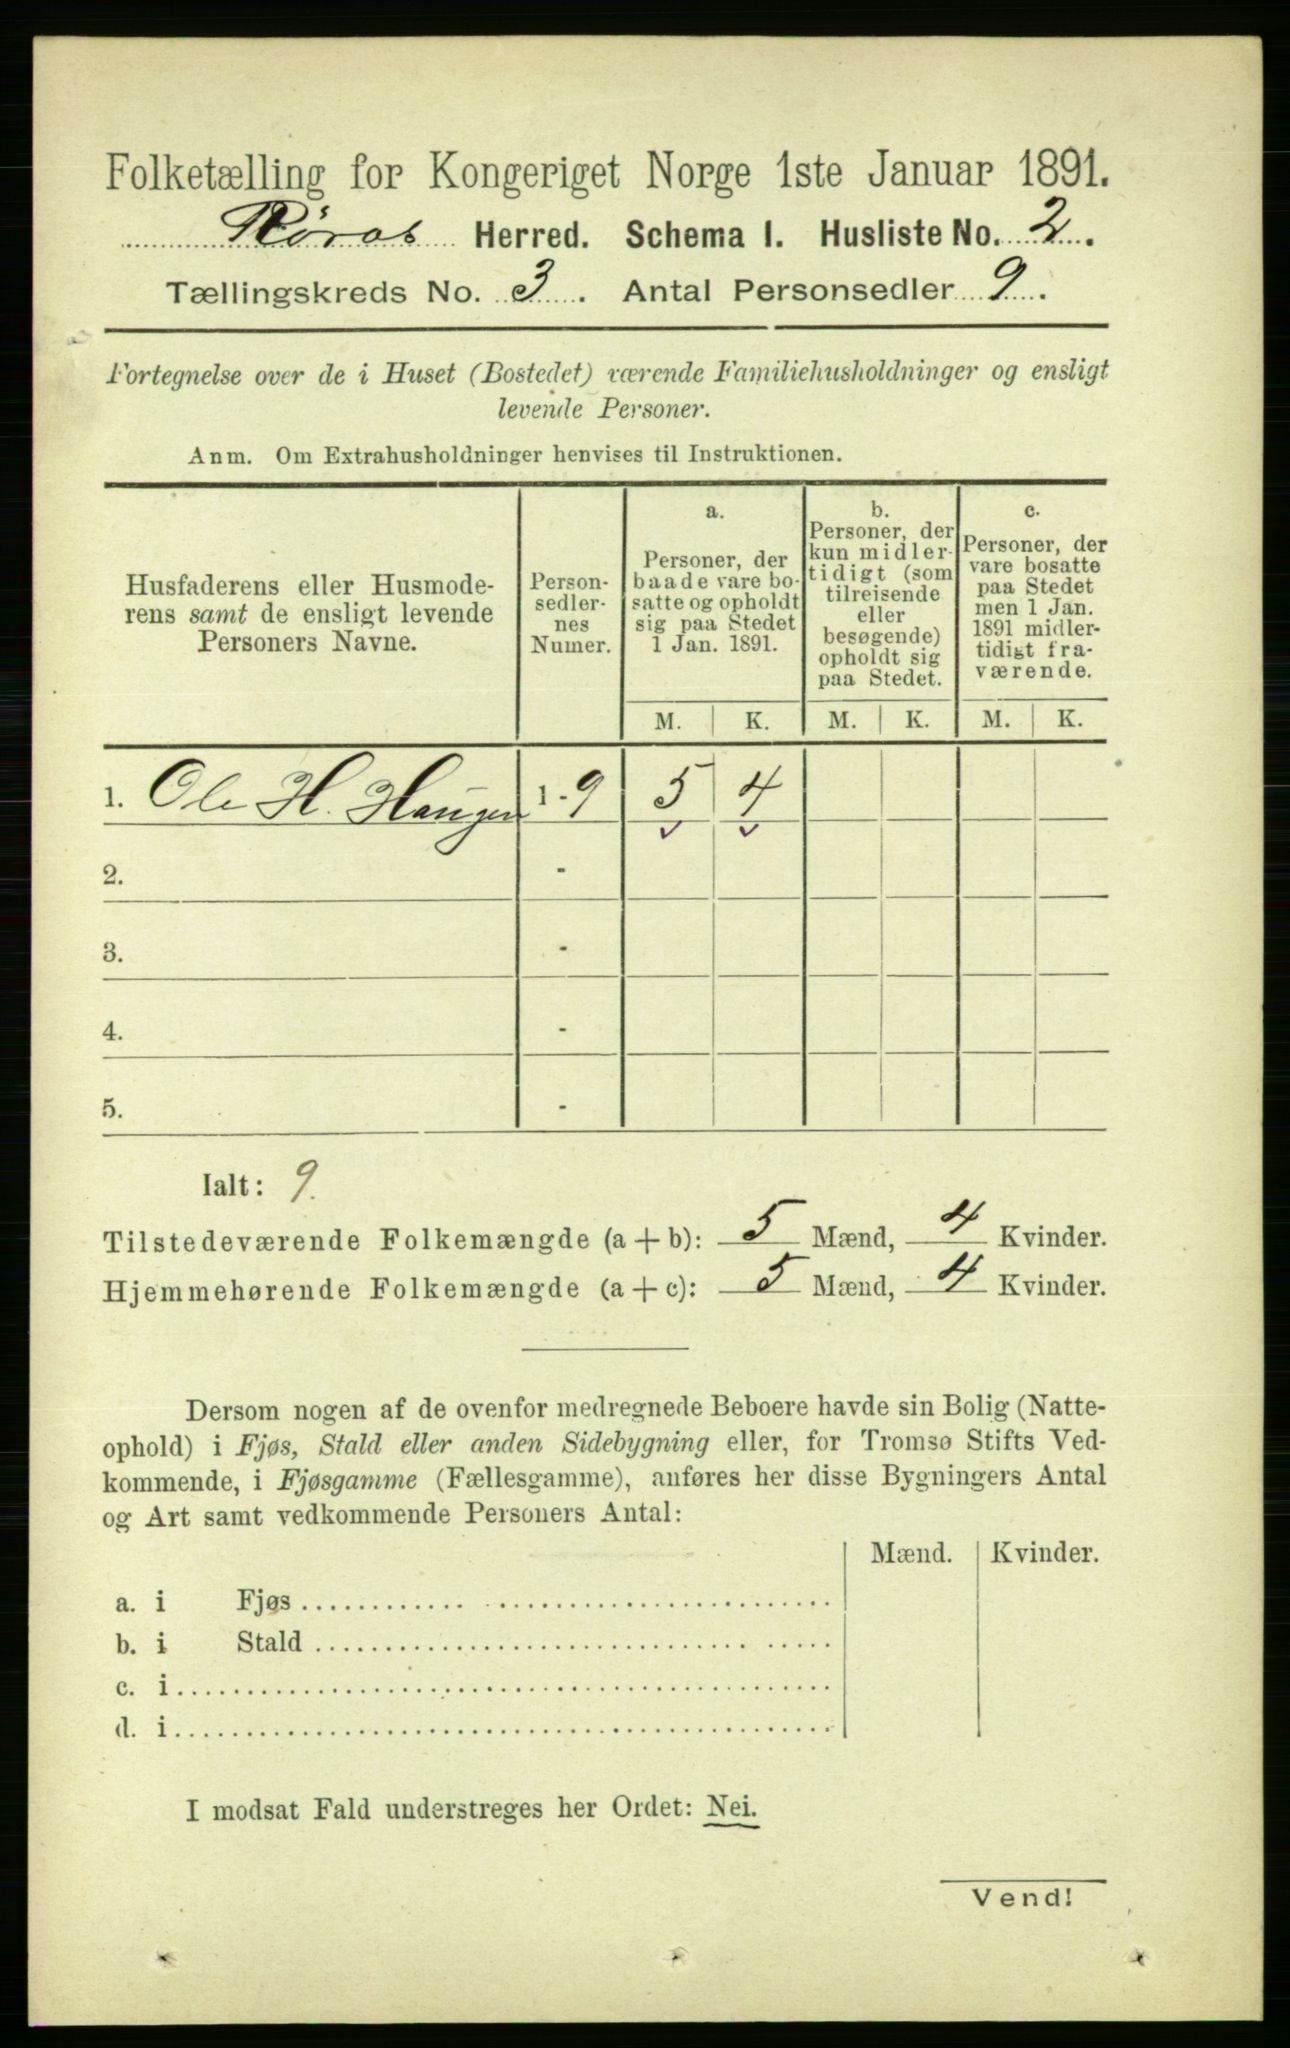 Folketælling for Kongeriget Norge 1ste Januar 1891.
Røros Herred. Schema I. Husliste No. 2.
Tællingskreds No. 3. Antal Personsedler 9.
Fortegnelse over de i Huset (Bostedet) værende Familiehusholdninger og ensligt
levende Personer.
Anm. Om Extrahusholdninger henvises til Instruktionen.
Husfaderens eller Husmode-
rens samt de ensligt levende
Personers Navne.
Person-
sedler-
nes
Numer.
a.
Personer, der
baade vare bo-
satte og opholdt
sig paa Stedet
1 Jan. 1891.
b.
Personer, der
kun midler-
tidigt (som
tilreisende
eller
besøgende)
opholdt sig
paa Stedet.
c.
Personer, der
vare bosatte
paa Stedet
men 1 Jan.
1891 midler-
tidigt fra-
værende.
M. K. M. K. M. K.
1. Ole H. Haugen 1 - 9 5 4
2. -
3. -
4. -
5. -
Ialt: 9.
Tilstedeværende Folkemængde (a + b): 5 Mænd, 4 Kvinder.
Hjemmehørende Folkemængde (a + c): 5 Mænd, 4 Kvinder.
Dersom nogen af de ovenfor medregnede Beboere havde sin Bolig (Natte-
ophold) i Fjøs, Stald eller anden Sidebygning eller, for Tromsø Stifts Ved-
kommende, i Fjøsgamme (Fællesgamme), anføres her disse Bygningers Antal
og Art samt vedkommende Personers Antal:
Mænd. Kvinder.
a. i Fjøs
b. i Stald
c. i
d. i
I modsat Fald understreges her Ordet: Nei.
Vend!